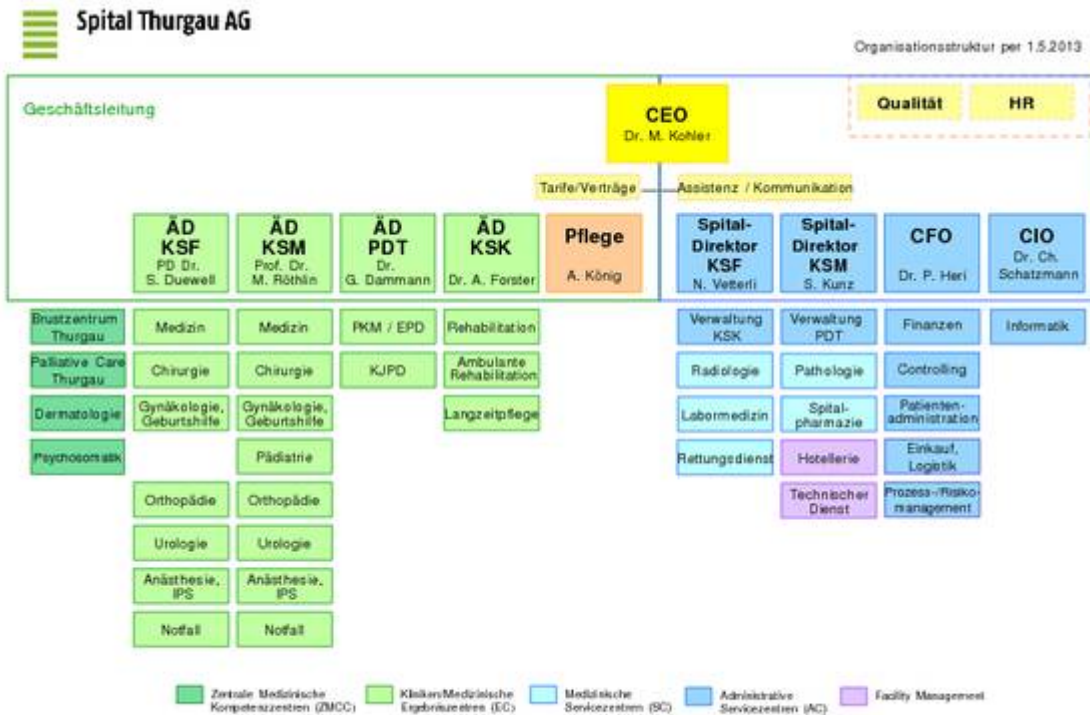 Spital Thurgau AG
Organisationsstruktur per 1.5.2013
Geschäftsleitung
CEO
Dr. M. Kohler
Qualität
HR
Tarife/Verträge
Assistenz / Kommunikation
ÄD
KSF
PD Dr.
S. Duewell
ÄD
KSM
Prof. Dr.
M. Röthlin
ÄD
PDT
Dr.
G. Dammann
ÄD
KSK
Dr. A. Forster
Pflege
A. König
Spital-
Direktor
KSF
N. Vetterli
Spital-
Direktor
KSM
S. Kunz
CFO
Dr. P. Heri
CIO
Dr. Ch.
Schatzmann
Brustzentrum
Thurgau
Palliative Care
Thurgau
Dermatologie
Psychosomatik
Medizin
Chirurgie
Gynäkologie,
Geburtshilfe
Orthopädie
Urologie
Anästhesie,
IPS
Notfall
Medizin
Chirurgie
Gynäkologie,
Geburtshilfe
Pädiatrie
Orthopädie
Urologie
Anästhesie,
IPS
Notfall
PKM / EPD
KJPD
Rehabilitation
Ambulante
Rehabilitation
Langzeitpflege
Verwaltung
KSK
Radiologie
Labormedizin
Rettungsdienst
Verwaltung
PDT
Pathologie
Spital-
pharmazie
Hotellerie
Technischer
Dienst
Finanzen
Controlling
Patienten-
administration
Einkauf,
Logistik
Prozess-/Risiko-
management
Informatik
Zentrale Medizinische
Kompetenzzentren (ZMCC)
Kliniken/Medizinische
Ergebniszentren (EC)
Medizinische
Servicezentren (SC)
Administrative
Servicezentren (AC)
Facility Management